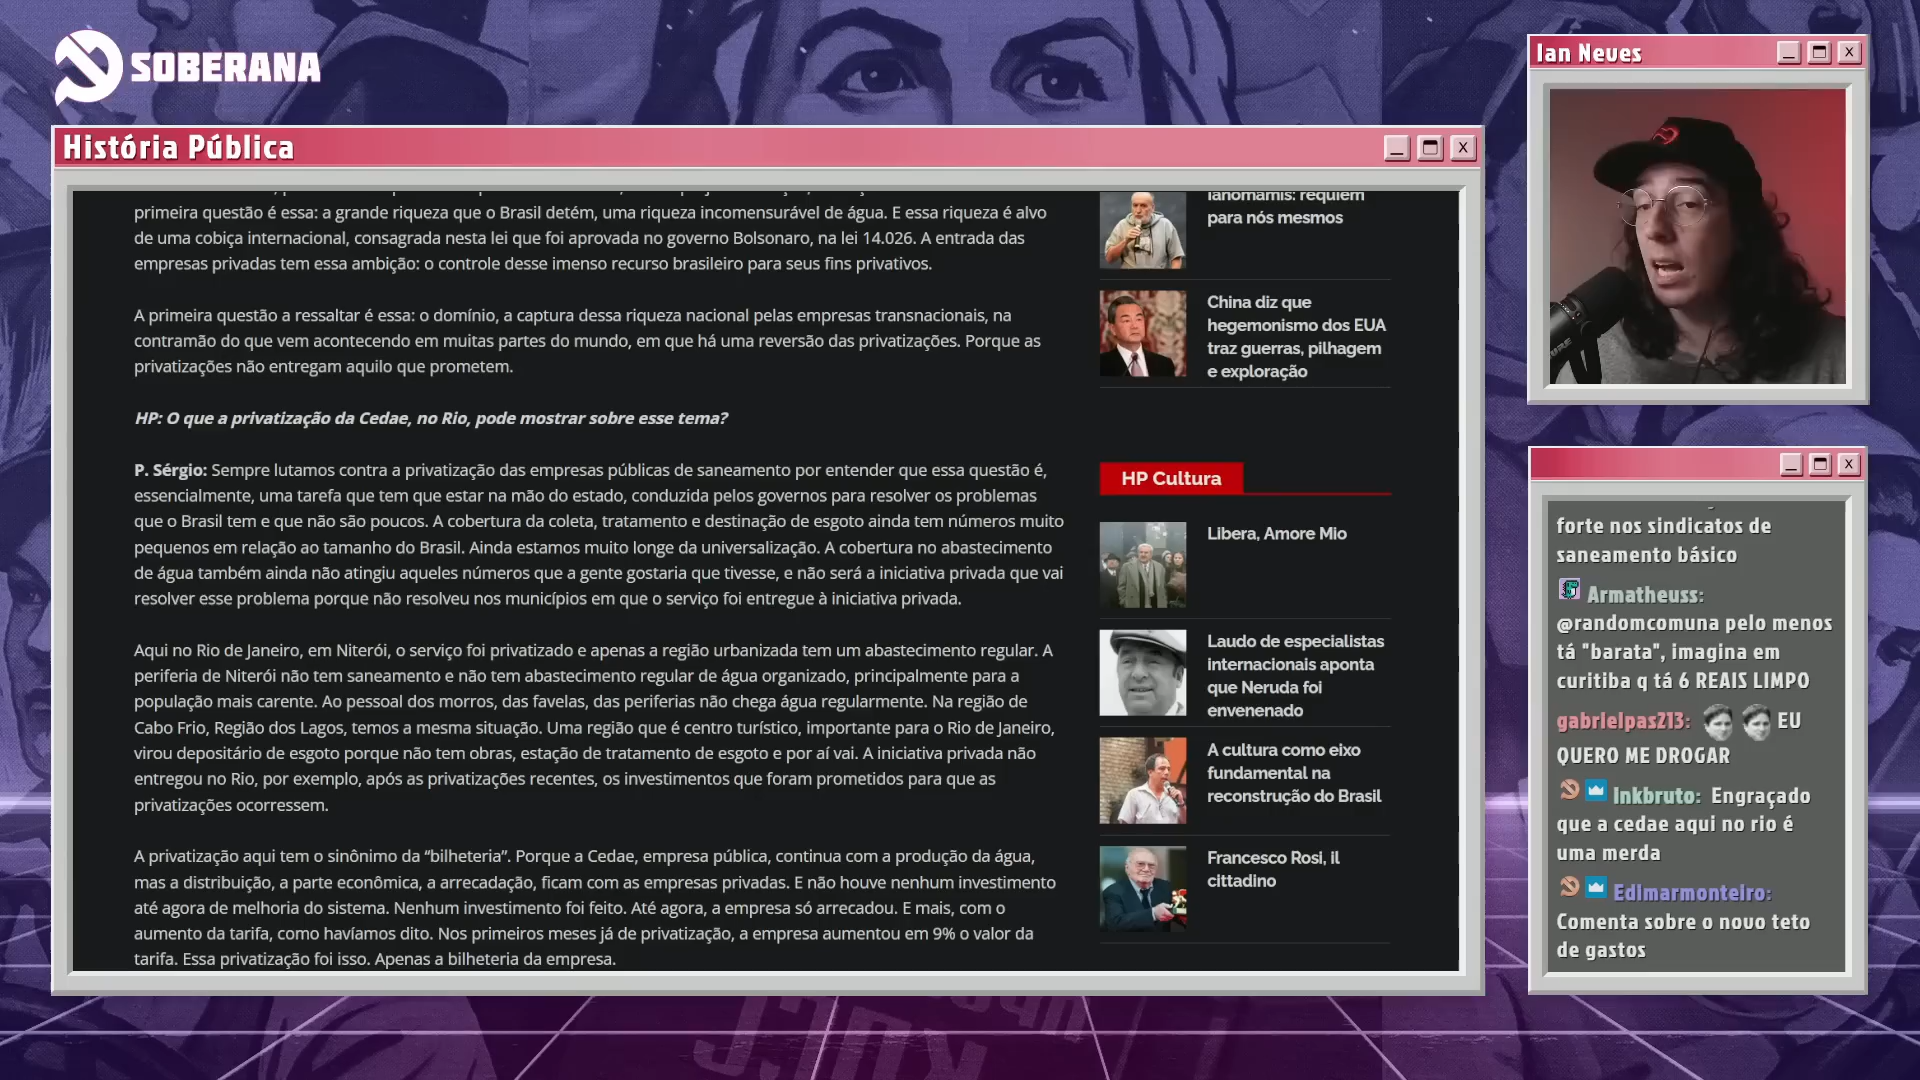 SOBERANA
História Pública
primeira questão é essa: a grande riqueza que o Brasil detém, uma riqueza incomensurável de água. E essa riqueza é alvo
de uma cobiça internacional, consagrada nesta lei que foi aprovada no governo Bolsonaro, na lei 14.026. A entrada das
empresas privadas tem essa ambição: o controle desse imenso recurso brasileiro para seus fins privativos.
A primeira questão a ressaltar é essa: o domínio, a captura dessa riqueza nacional pelas empresas transnacionais, na
contramão do que vem acontecendo em muitas partes do mundo, em que há uma reversão das privatizações. Porque as
privatizações não entregam aquilo que prometem.
HP: O que a privatização da Cedae, no Rio, pode mostrar sobre esse tema?
P. Sérgio: Sempre lutamos contra a privatização das empresas públicas de saneamento por entender que essa questão é,
essencialmente, uma tarefa que tem que estar na mão do estado, conduzida pelos governos para resolver os problemas
que o Brasil tem e que não são poucos. A cobertura da coleta, tratamento e destinação de esgoto ainda tem números muito
pequenos em relação ao tamanho do Brasil. Ainda estamos muito longe da universalização. A cobertura no abastecimento
de água também ainda não atingiu aqueles números que a gente gostaria que tivesse, e não será a iniciativa privada que vai
resolver esse problema porque não resolveu nos municípios em que o serviço foi entregue à iniciativa privada.
Aqui no Rio de Janeiro, em Niterói, o serviço foi privatizado e apenas a região urbanizada tem um abastecimento regular. A
periferia de Niterói não tem saneamento e não tem abastecimento regular de água organizado, principalmente para a
população mais carente. Ao pessoal dos morros, das favelas, das periferias não chega água regularmente. Na região de
Cabo Frio, Região dos Lagos, temos a mesma situação. Uma região que é centro turístico, importante para o Rio de Janeiro,
virou depositário de esgoto porque não tem obras, estação de tratamento de esgoto e por aí vai. A iniciativa privada não
entregou no Rio, por exemplo, após as privatizações recentes, os investimentos que foram prometidos para que as
privatizações ocorressem.
A privatização aqui tem o sinônimo da “bilheteria”. Porque a Cedae, empresa pública, continua com a produção da água,
mas a distribuição, a parte econômica, a arrecadação, ficam com as empresas privadas. E não houve nenhum investimento
até agora de melhoria do sistema. Nenhum investimento foi feito. Até agora, a empresa só arrecadou. E mais, com o
aumento da tarifa, como havíamos dito. Nos primeiros meses já de privatização, a empresa aumentou em 9% o valor da
tarifa. Essa privatização foi isso. Apenas a bilheteria da empresa.
Ianomâmis: réquiem
para nós mesmos
China diz que
hegemonismo dos EUA
traz guerras, pilhagem
e exploração
HP Cultura
Libera, Amore Mio
Laudo de especialistas
internacionais aponta
que Neruda foi
envenenado
A cultura como eixo
fundamental na
reconstrução do Brasil
Francesco Rosi, il
cittadino
Ian Neves
forte nos sindicatos de
saneamento básico
Armatheuss:
@randomcomuna pelo menos
tá "barata", imagina em
curitiba q tá 6 REAIS LIMPO
gabrielpas213: EU
QUERO ME DROGAR
Inkbruto: Engraçado
que a cedae aqui no rio é
uma merda
Edimarmonteiro:
Comenta sobre o novo teto
de gastos